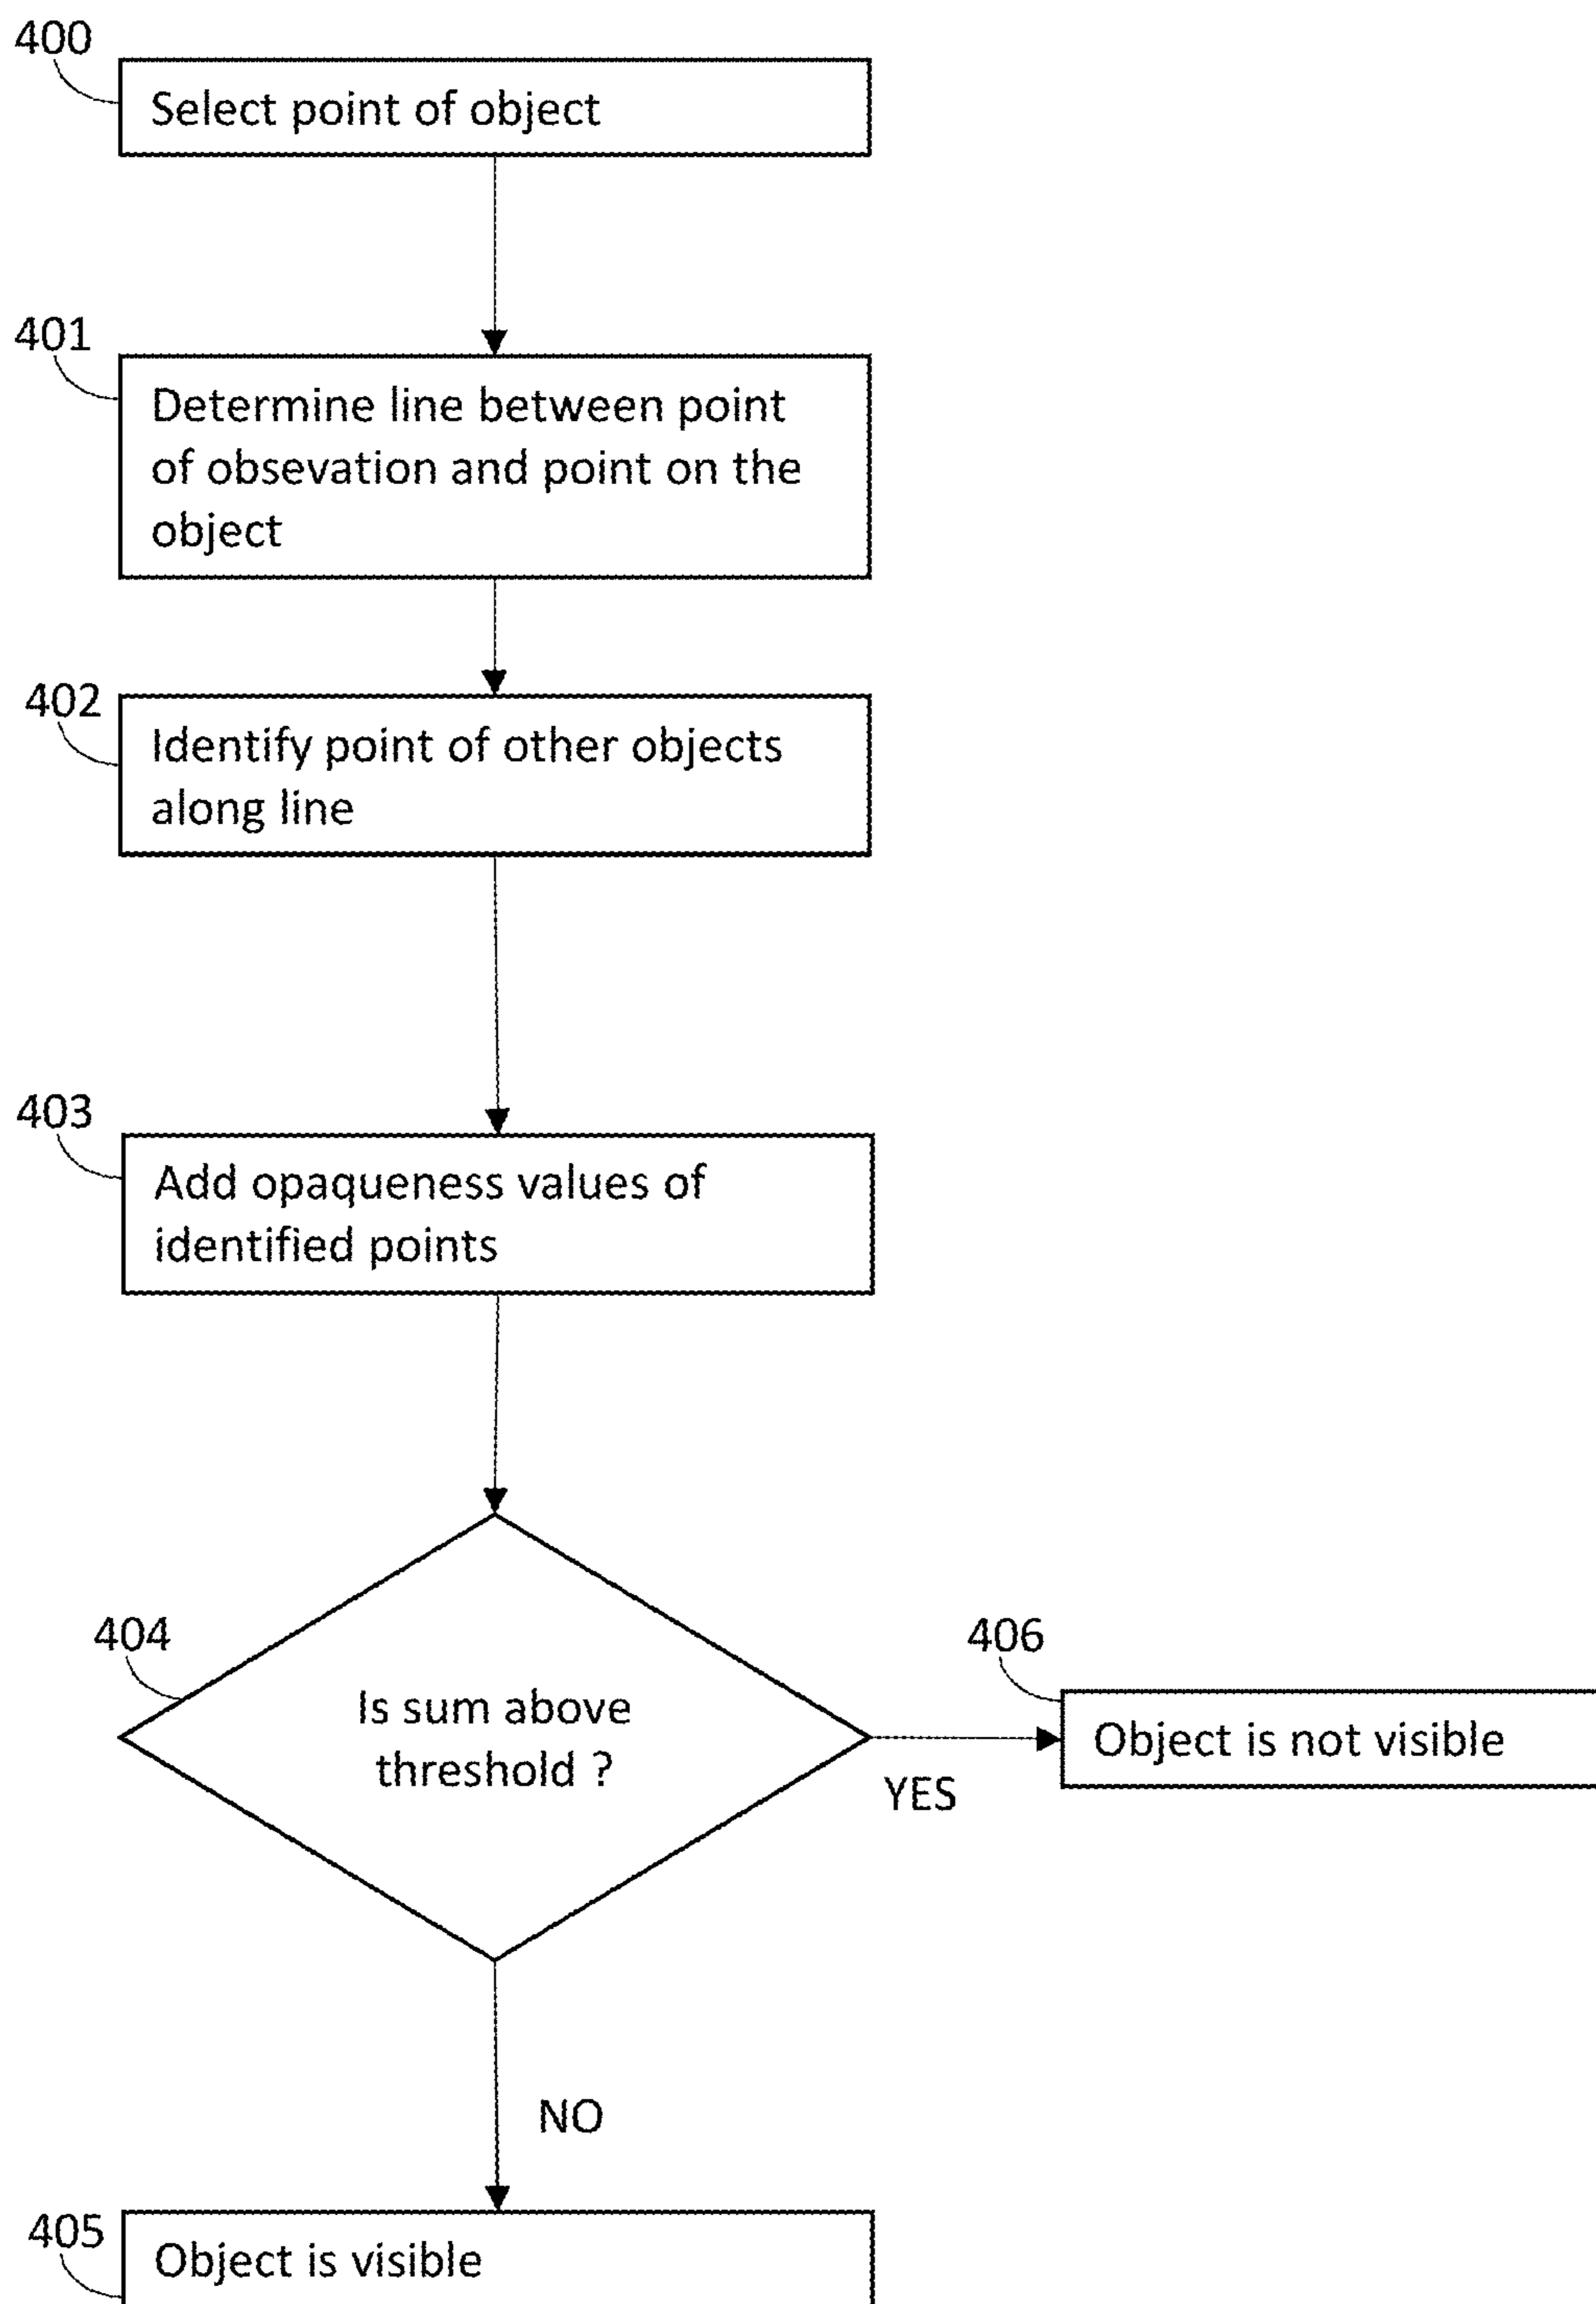 400
Select point of object
401
Determine line between point
of obsevation and point on the
object
402
Identify point of other objects
along line
403
Add opaqueness values of
identified points
404
Is sum above
threshold ?
406
Object is not visible
YES
NO
405
Object is visible